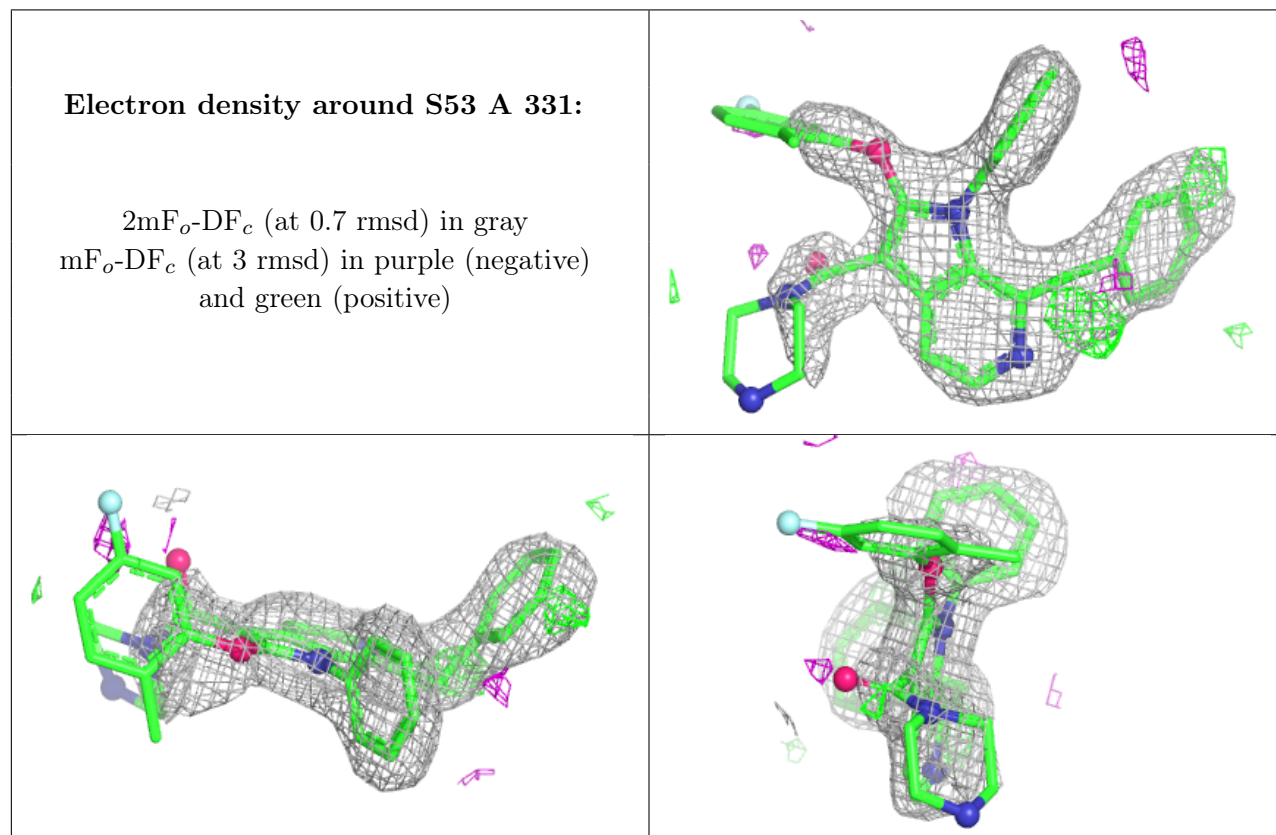 Electron density around S53 A 331:
2mFo-DFc (at 0.7 rmsd) in gray
mFo-DFc (at 3 rmsd) in purple (negative)
and green (positive)